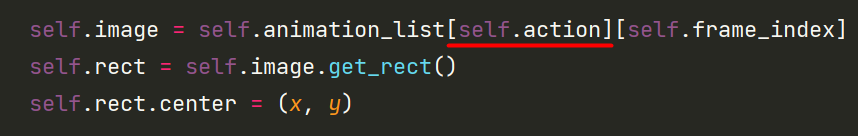 self.image = self.animation_list[self.action][self.frame_index]
self.rect = self.image.get_rect()
self.rect.center = (x, y)